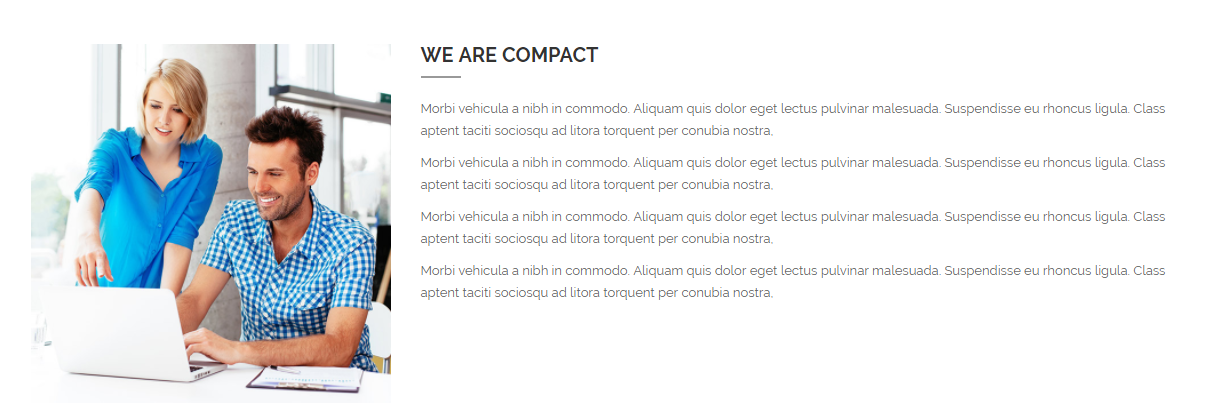 WE ARE COMPACT
Morbi vehicula a nibh in commodo. Aliquam quis dolor eget lectus pulvinar malesuada. Suspendisse eu rhoncus ligula. Class
aptent taciti sociosqu ad litora torquent per conubia nostra,
Morbi vehicula a nibh in commodo. Aliquam quis dolor eget lectus pulvinar malesuada. Suspendisse eu rhoncus ligula. Class
aptent taciti sociosqu ad litora torquent per conubia nostra,
Morbi vehicula a nibh in commodo. Aliquam quis dolor eget lectus pulvinar malesuada. Suspendisse eu rhoncus ligula. Class
aptent taciti sociosqu ad litora torquent per conubia nostra,
Morbi vehicula a nibh in commodo. Aliquam quis dolor eget lectus pulvinar malesuada. Suspendisse eu rhoncus ligula. Class
aptent taciti sociosqu ad litora torquent per conubia nostra,